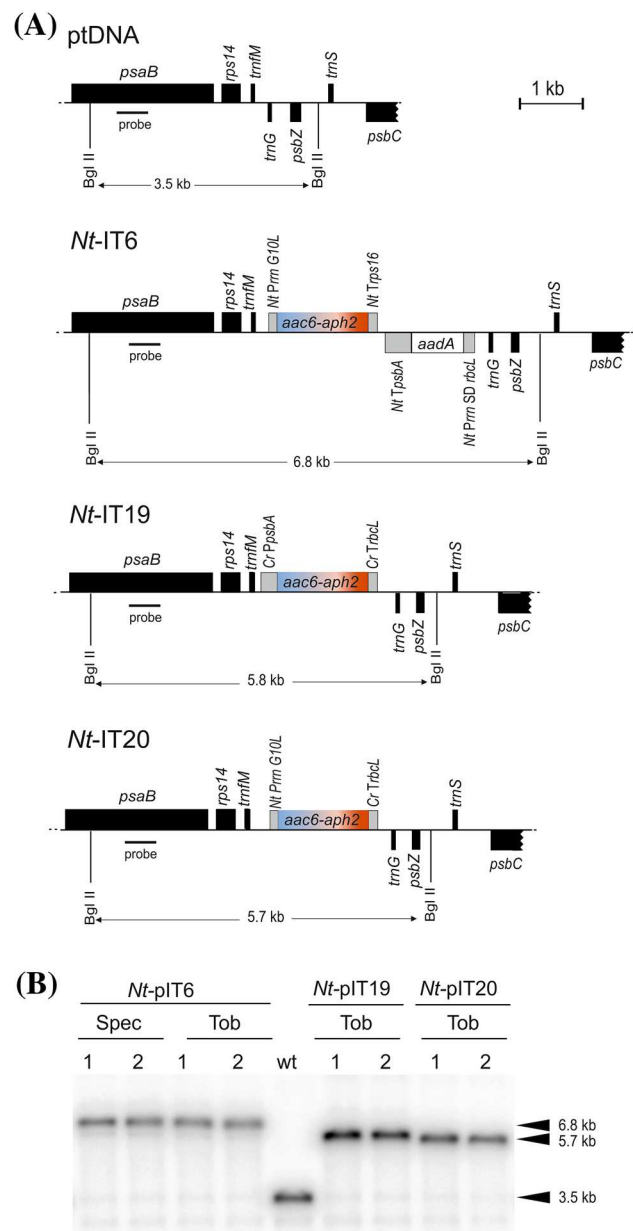 (A)
ptDNA
psaB
rps14
trnfM
trnS
1 kb
probe
trnG
psbZ
psbC
Bgl II
Bgl II
3.5 kb
Nt-IT6
psaB
rps14
trnfM
Nt Prrn G10L
aac6-aph2
Nt Trps16
trnS
probe
Nt TpsbA
aadA
Nt Prrn SD rbcL
trnG
psbZ
psbC
Bgl II
Bgl II
6.8 kb
Nt-IT19
psaB
rps14
trnfM
Cr PpsbA
aac6-aph2
Cr TrbcL
trnS
probe
trnG
psbZ
psbC
Bgl II
Bgl II
5.8 kb
Nt-IT20
psaB
rps14
trnfM
Nt Prrn G10L
aac6-aph2
Cr TrbcL
trnS
probe
trnG
psbZ
psbC
Bgl II
Bgl II
5.7 kb
(B)
Nt-pIT6 Nt-pIT19 Nt-pIT20
Spec Tob Tob Tob
1 2 1 2 wt 1 2 1 2
6.8 kb
5.7 kb
3.5 kb